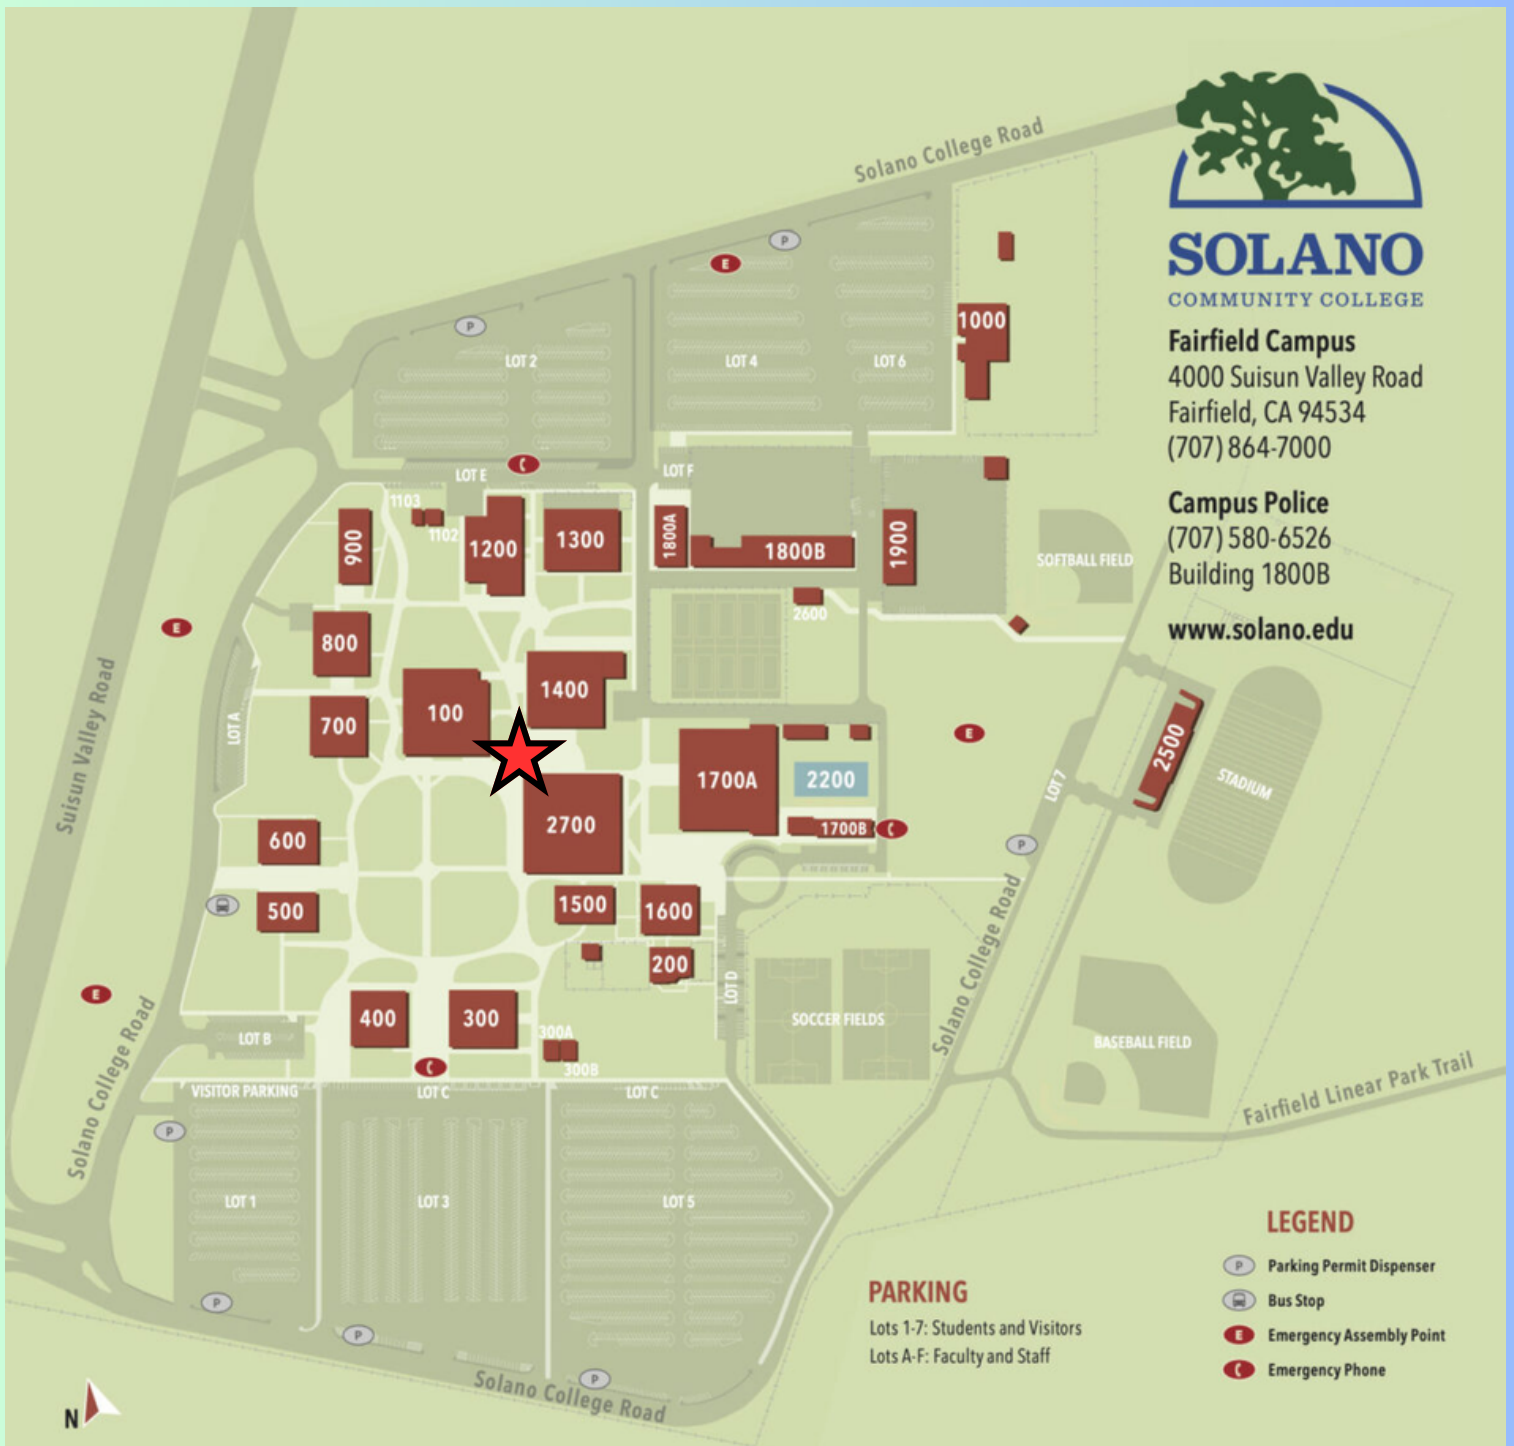 Solano College Road
SOLANO
COMMUNITY COLLEGE
Fairfield Campus
4000 Suisun Valley Road
Fairfield, CA 94534
(707) 864-7000
Campus Police
(707) 580-6526
Building 1800B
www.solano.edu
P
E
1000
P
LOT 2
LOT 4
LOT 6
LOT E
LOT F
1103
1102
900
1200
1300
1800A
1800B
1900
SOFTBALL FIELD
2600
E
800
100
1400
700
LOT A
Suisun Valley Road
E
2500
STADIUM
LOT 7
1700A
2200
1700B
P
2700
600
500
1500
1600
200
LOT D
SOCCER FIELDS
Solano College Road
BASEBALL FIELD
Fairfield Linear Park Trail
E
400
300
300A
300B
LOT B
Solano College Road
VISITOR PARKING
LOT C
LOT C
P
LOT 1
LOT 3
LOT 5
P
P
P
Solano College Road
N
PARKING
Lots 1-7: Students and Visitors
Lots A-F: Faculty and Staff
LEGEND
P Parking Permit Dispenser
Bus Stop
E Emergency Assembly Point
Emergency Phone